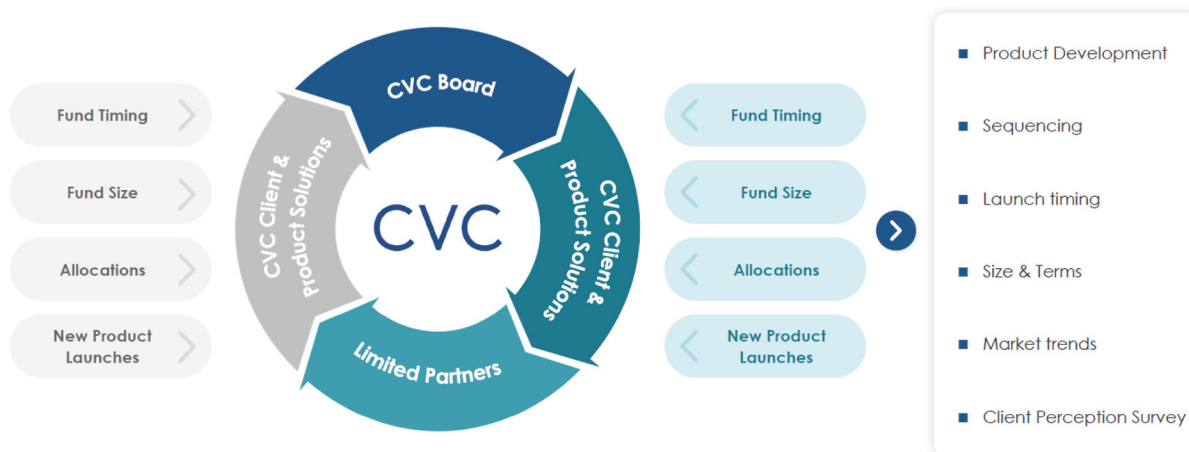 Fund Timing
Fund Size
Allocations
New Product
Launches
CVC Board
CVC Client &
Product Solutions
CVC
CVC Client &
Product Solutions
Limited Partners
Fund Timing
Fund Size
Allocations
New Product
Launches
Product Development
Sequencing
Launch timing
Size & Terms
Market trends
Client Perception Survey